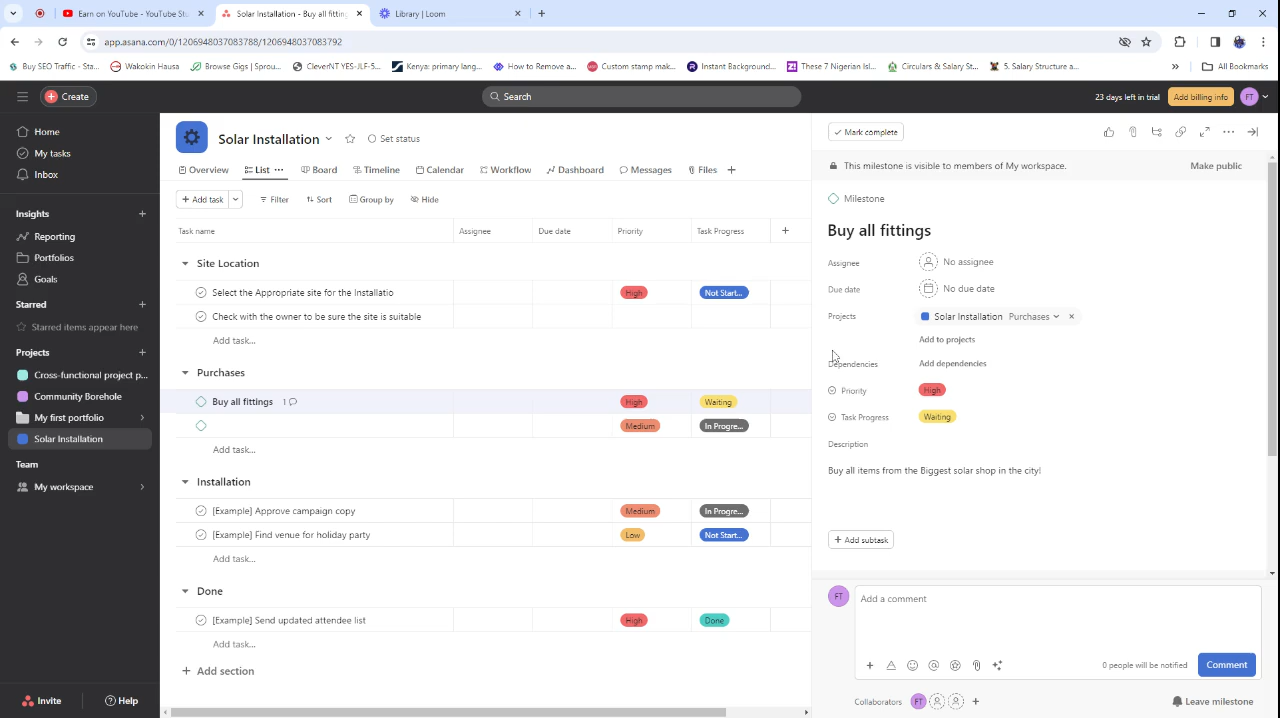 Earn on YouTube - YouTube Stu
Solar Installation - Buy all fittin
Library | Loom
app.asana.com/0/1206948037083788/1206948037083792
Buy SEO Traffic - Sta...
Wakokin Hausa
Browse Gigs | Sprou...
CleverNT YES-JLF-5...
Kenya: primary lang...
How to Remove a...
Custom stamp mak...
Instant Background...
These 7 Nigerian Isl...
Circulars & Salary St...
5. Salary Structure a...
»
All Bookmarks
Create
Search
23 days left in trial
Add billing info
FT
Home
My tasks
Inbox
Insights
Reporting
Portfolios
Goals
Starred
Starred items appear here
Projects
Cross-functional project p...
Community Borehole
My first portfolio
Solar Installation
Team
My workspace
Invite
Help
Solar Installation
Set status
Overview
List
Board
Timeline
Calendar
Workflow
Dashboard
Messages
Files
+ Add task
Filter
Sort
Group by
Hide
Task name
Assignee
Due date
Priority
Task Progress
Site Location
Select the Appropriate site for the Installatio
High
Not Start...
Check with the owner to be sure the site is suitable
Add task...
Purchases
Buy all fittings 1
High
Waiting
Medium
In Progre...
Add task...
Installation
[Example] Approve campaign copy
Medium
In Progre...
[Example] Find venue for holiday party
Low
Not Start...
Add task...
Done
[Example] Send updated attendee list
High
Done
Add task...
+ Add section
Mark complete
This milestone is visible to members of My workspace.
Make public
Milestone
Buy all fittings
Assignee
No assignee
Due date
No due date
Projects
Solar Installation Purchases
Add to projects
Dependencies
Add dependencies
Priority
High
Task Progress
Waiting
Description
Buy all items from the Biggest solar shop in the city!
+ Add subtask
FT
Add a comment
0 people will be notified
Comment
Collaborators
FT
Leave milestone